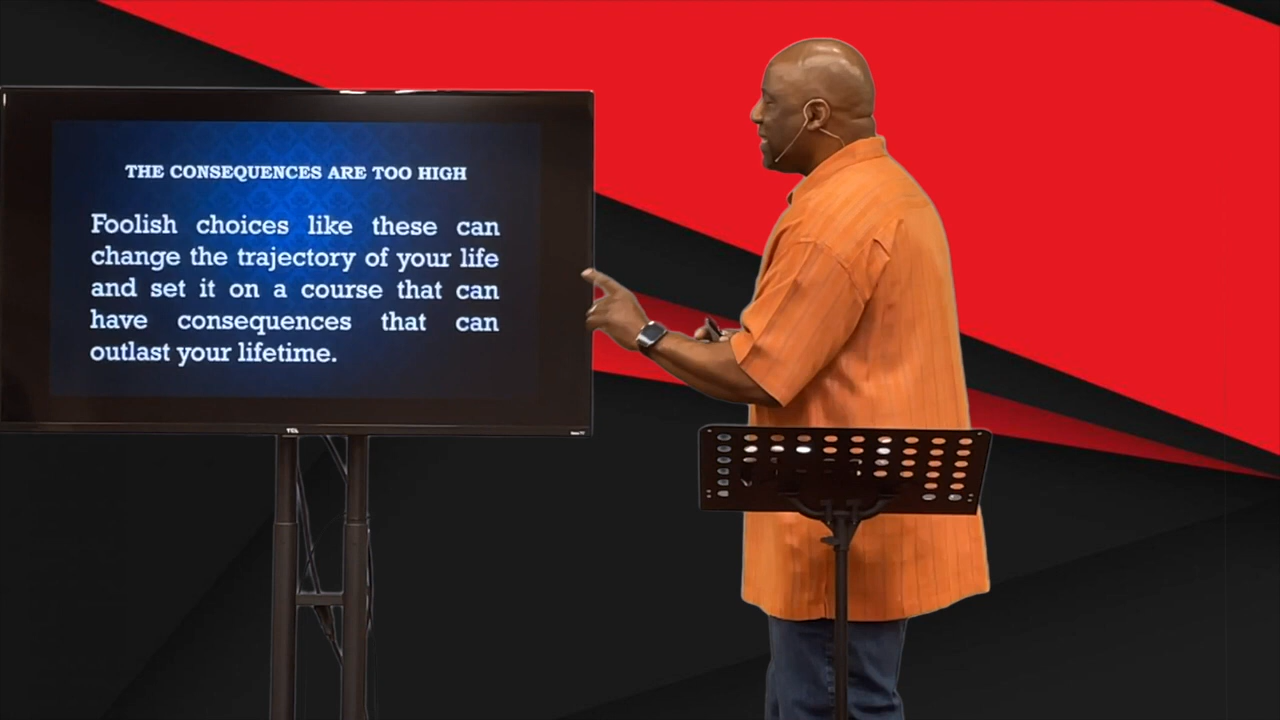 THE CONSEQUENCES ARE TOO HIGH
Foolish choices like these can
change the trajectory of your life
and set it on a course that can
have consequences that can
outlast your lifetime.
TCL